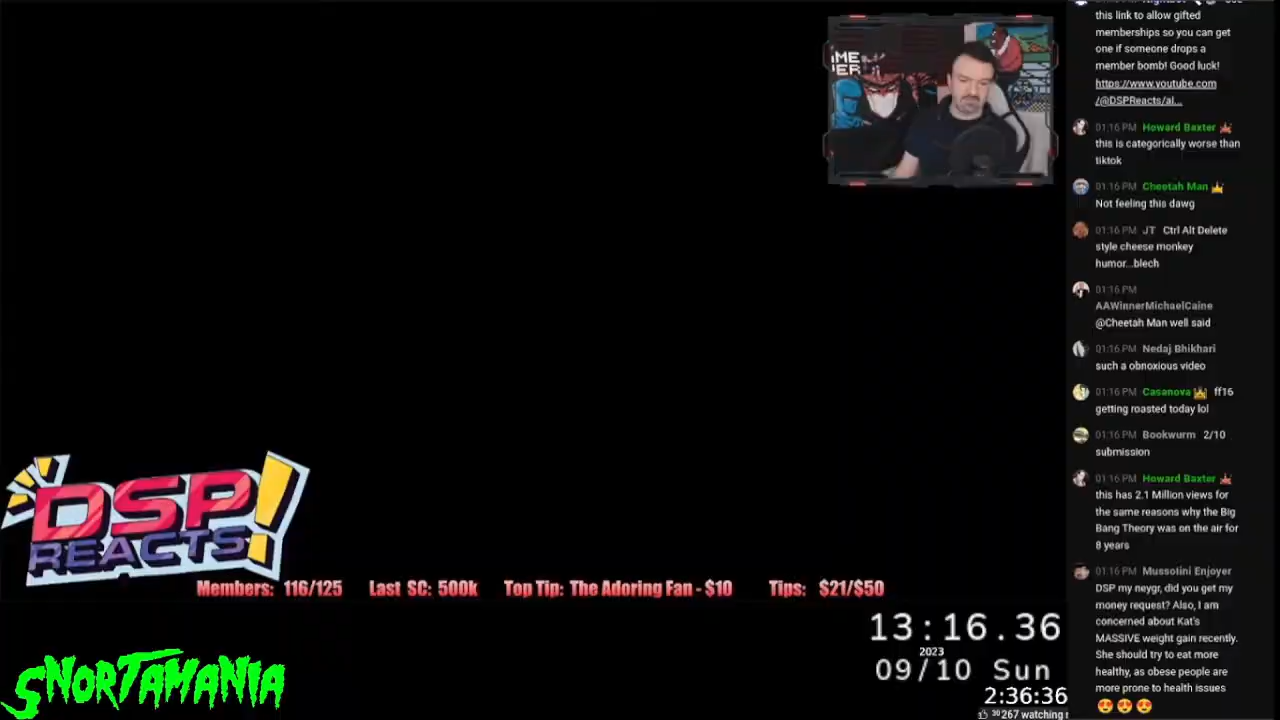 this link to allow gifted
memberships so you can get
one if someone drops a
member bomb! Good luck!
https://www.youtube.com
/@DSPReacts/al...
01:16 PM Howard Baxter
this is categorically worse than
tiktok
01:16 PM Cheetah Man
Not feeling this dawg
01:16 PM JT Ctrl Alt Delete
style cheese monkey
humor...blech
01:16 PM
AAWinnerMichaelCaine
@Cheetah Man well said
01:16 PM Nedaj Bhikhari
such a obnoxious video
01:16 PM Casanova ff16
getting roasted today lol
01:16 PM Bookwurm 2/10
submission
01:16 PM Howard Baxter
this has 2.1 Million views for
the same reasons why the Big
Bang Theory was on the air for
8 years
01:16 PM Mussolini Enjoyer
DSP my neygr, did you get my
money request? Also, I am
concerned about Kat's
MASSIVE weight gain recently.
She should try to eat more
healthy, as obese people are
more prone to health issues
DSP!
REACTS
Members: 116/125 Last SC: 500k Top Tip: The Adoring Fan - $10 Tips: $21/$50
13:16.36
2023
09/10 Sun
2:36:36
267 watching
SNORTAMANIA